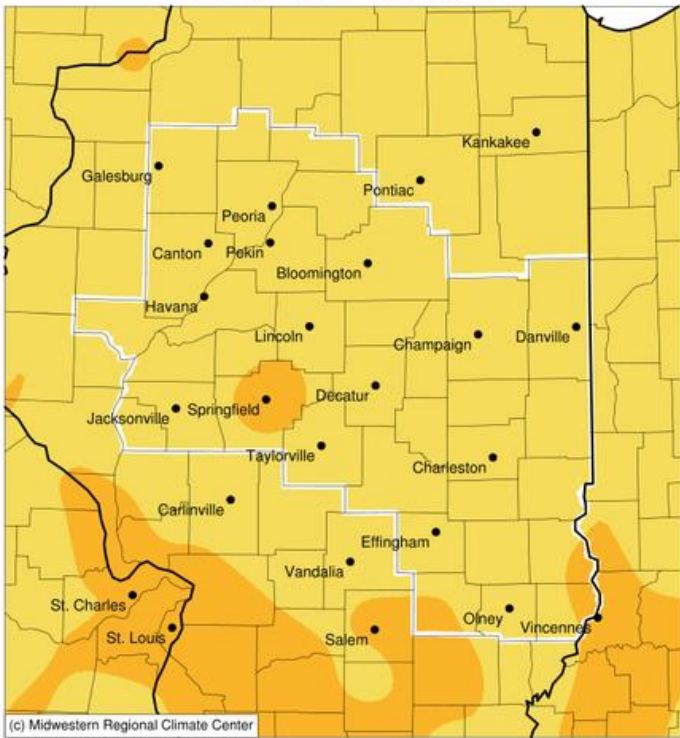 Kankakee
Galesburg
Pontiac
Peoria
Canton
Pekin
Bloomington
Havana
Lincoln
Champaign
Danville
Decatur
Springfield
Jacksonville
Taylorville
Charleston
Carlinville
Effingham
Vandalia
St. Charles
Olney
Vincennes
St. Louis
Salem
(c) Midwestern Regional Climate Center